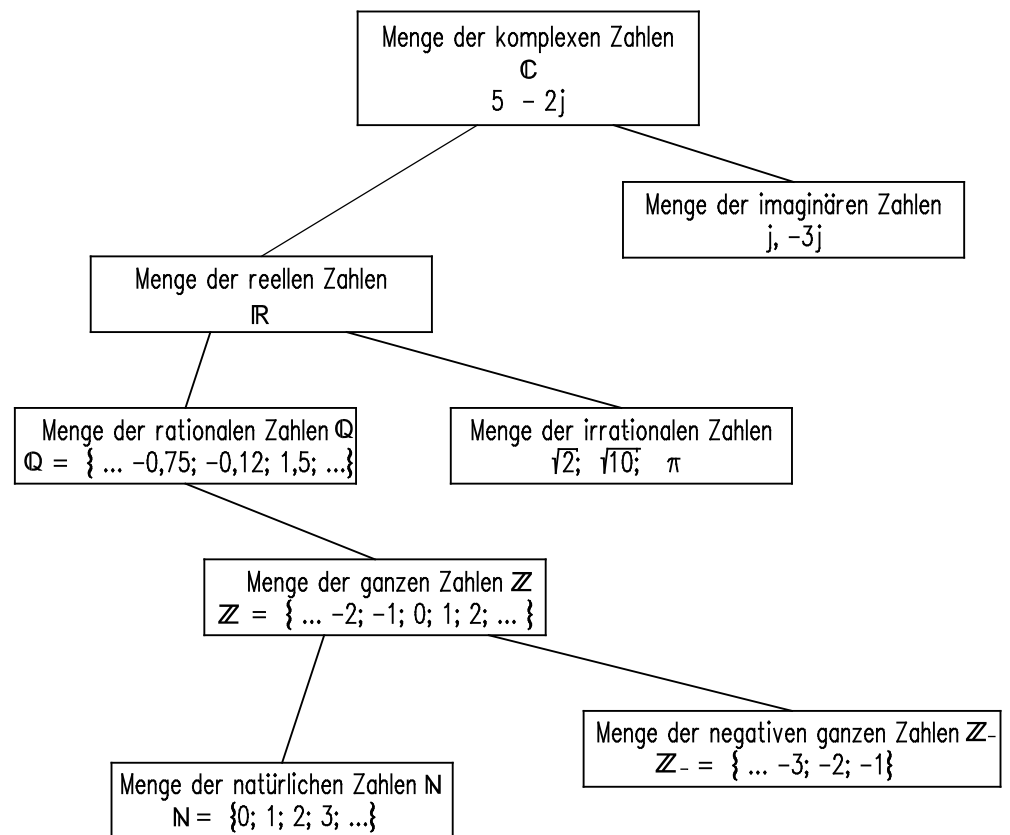 Menge der komplexen Zahlen
ℂ
5 − 2j
Menge der imaginären Zahlen
j, −3j
Menge der reellen Zahlen
ℝ
Menge der rationalen Zahlen ℚ
ℚ = { ... −0,75; −0,12; 1,5; ...}
Menge der irrationalen Zahlen
√2; √10; π
Menge der ganzen Zahlen ℤ
ℤ = { ... −2; −1; 0; 1; 2; ... }
Menge der negativen ganzen Zahlen ℤ₋
ℤ₋ = { ... −3; −2; −1}
Menge der natürlichen Zahlen ℕ
ℕ = {0; 1; 2; 3; ...}